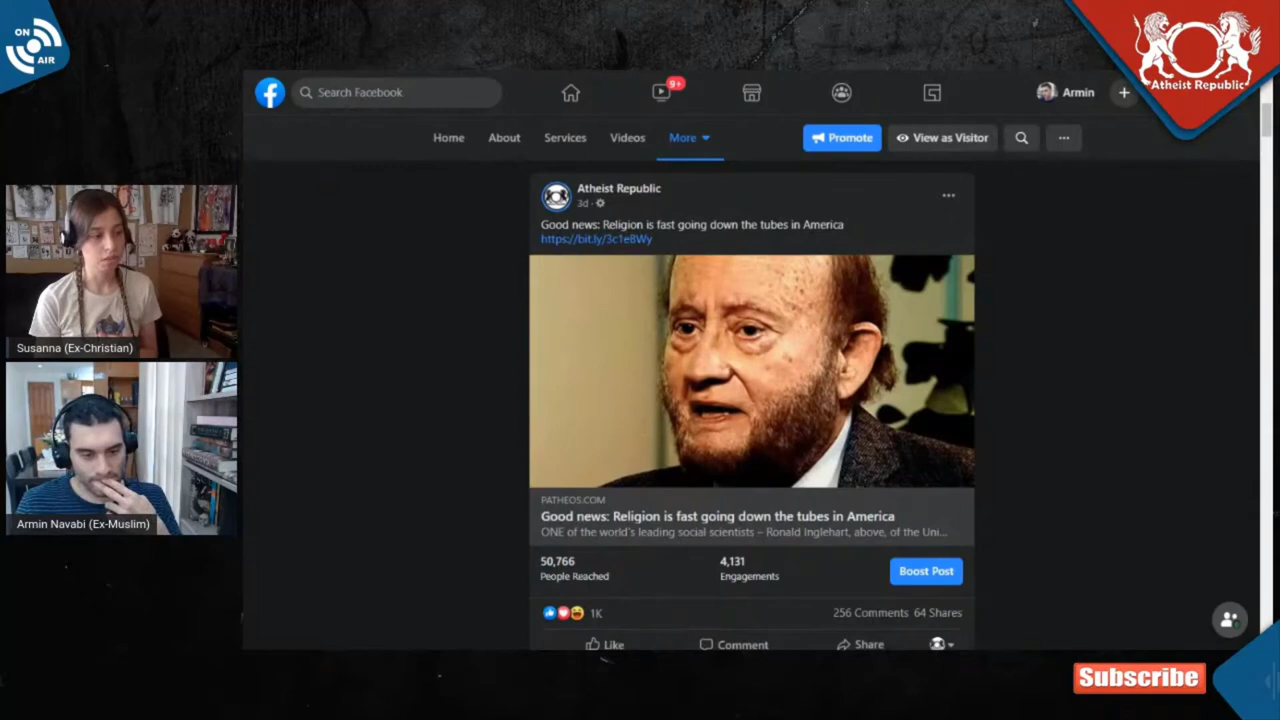 ON
AIR
Atheist Republic
Search Facebook
9+
Armin
Home
About
Services
Videos
More
Promote
View as Visitor
Atheist Republic
3d
Good news: Religion is fast going down the tubes in America
https://bit.ly/3c1eBWy
Susanna (Ex-Christian)
Armin Navabi (Ex-Muslim)
PATHEOS.COM
Good news: Religion is fast going down the tubes in America
ONE of the world's leading social scientists – Ronald Inglehart, above, of the Uni...
50,766
People Reached
4,131
Engagements
Boost Post
1K
256 Comments 64 Shares
Like
Comment
Share
Subscribe